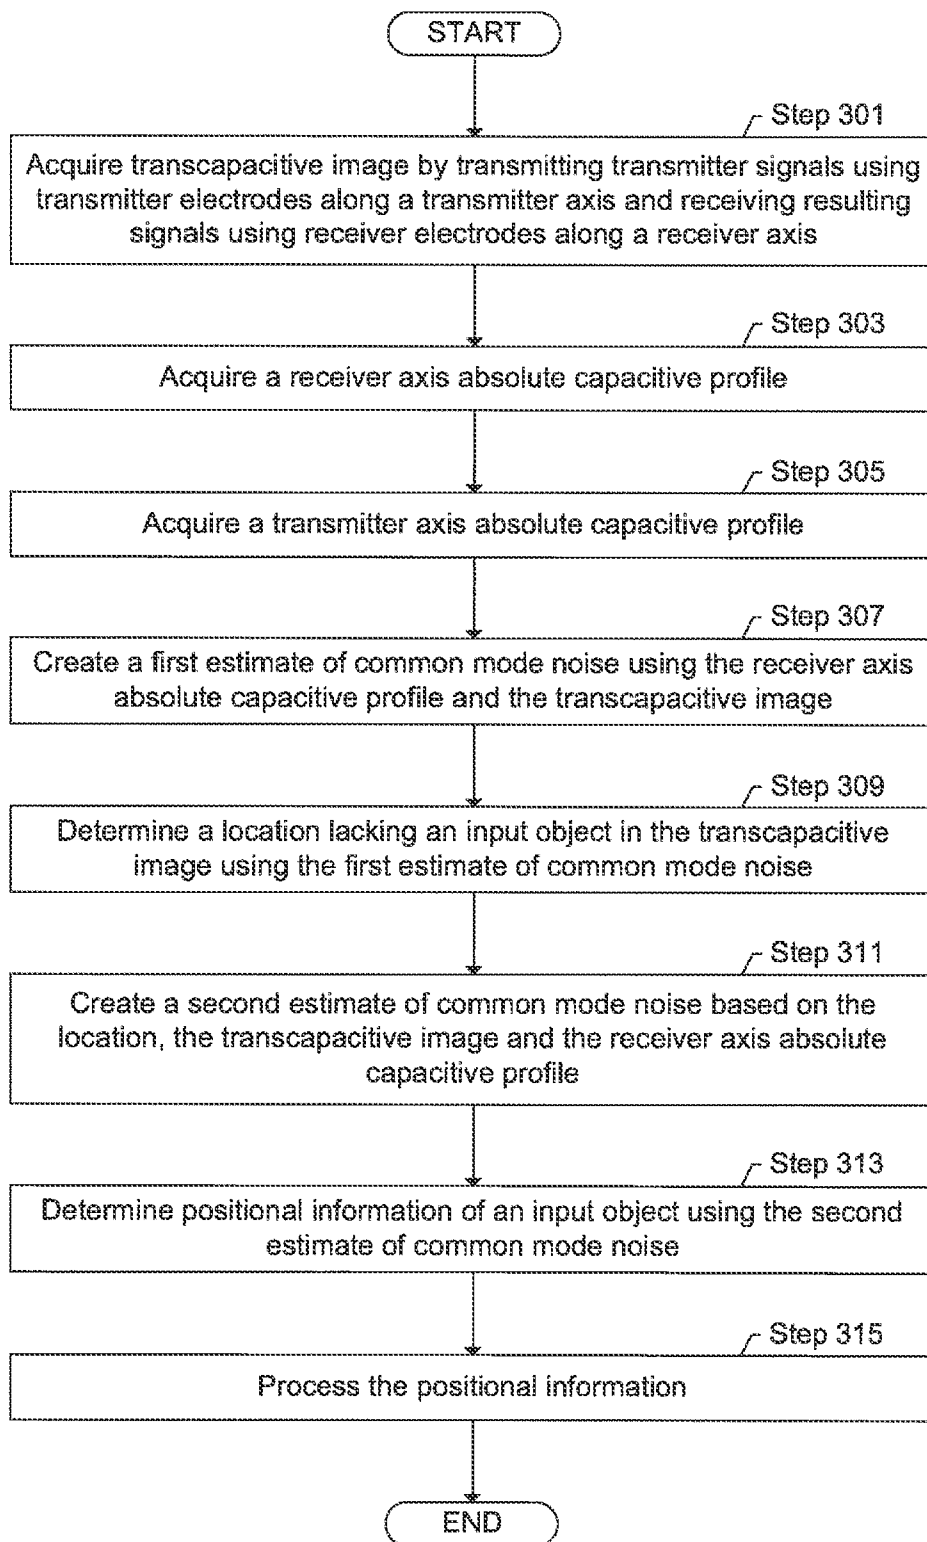 START
Step 301
Acquire transcapacitive image by transmitting transmitter signals using
transmitter electrodes along a transmitter axis and receiving resulting
signals using receiver electrodes along a receiver axis
Step 303
Acquire a receiver axis absolute capacitive profile
Step 305
Acquire a transmitter axis absolute capacitive profile
Step 307
Create a first estimate of common mode noise using the receiver axis
absolute capacitive profile and the transcapacitive image
Step 309
Determine a location lacking an input object in the transcapacitive
image using the first estimate of common mode noise
Step 311
Create a second estimate of common mode noise based on the
location, the transcapacitive image and the receiver axis absolute
capacitive profile
Step 313
Determine positional information of an input object using the second
estimate of common mode noise
Step 315
Process the positional information
END